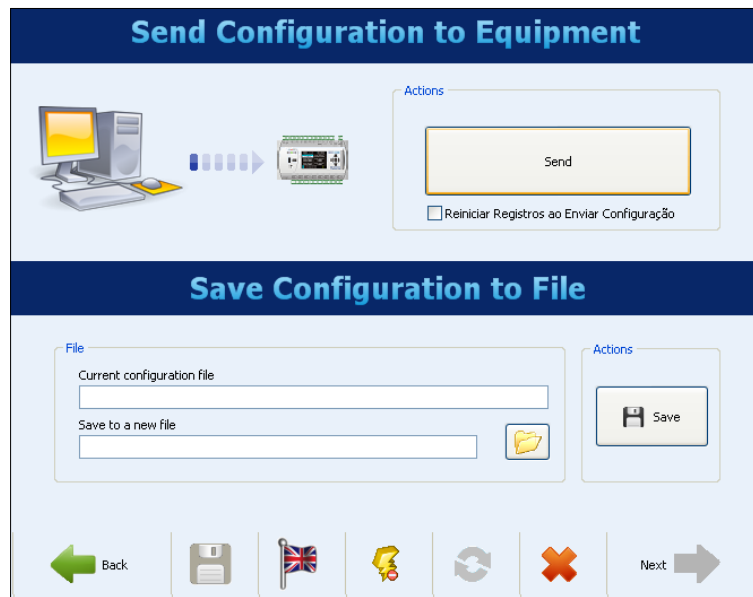 Send Configuration to Equipment
Actions
Send
Reiniciar Registros ao Enviar Configuração
Save Configuration to File
File
Current configuration file
Save to a new file
Actions
Save
Back
Next